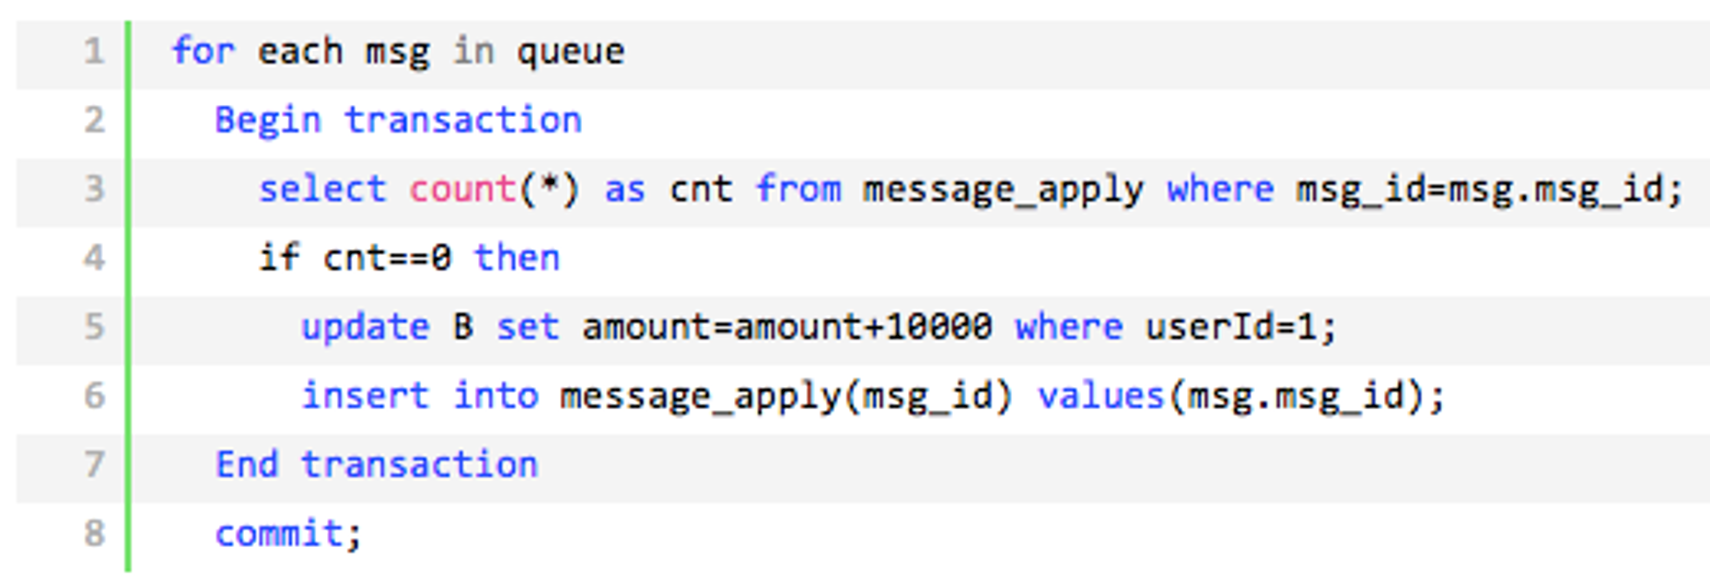 1 for each msg in queue
2 Begin transaction
3 select count(*) as cnt from message_apply where msg_id=msg.msg_id;
4 if cnt==0 then
5 update B set amount=amount+10000 where userId=1;
6 insert into message_apply(msg_id) values(msg.msg_id);
7 End transaction
8 commit;